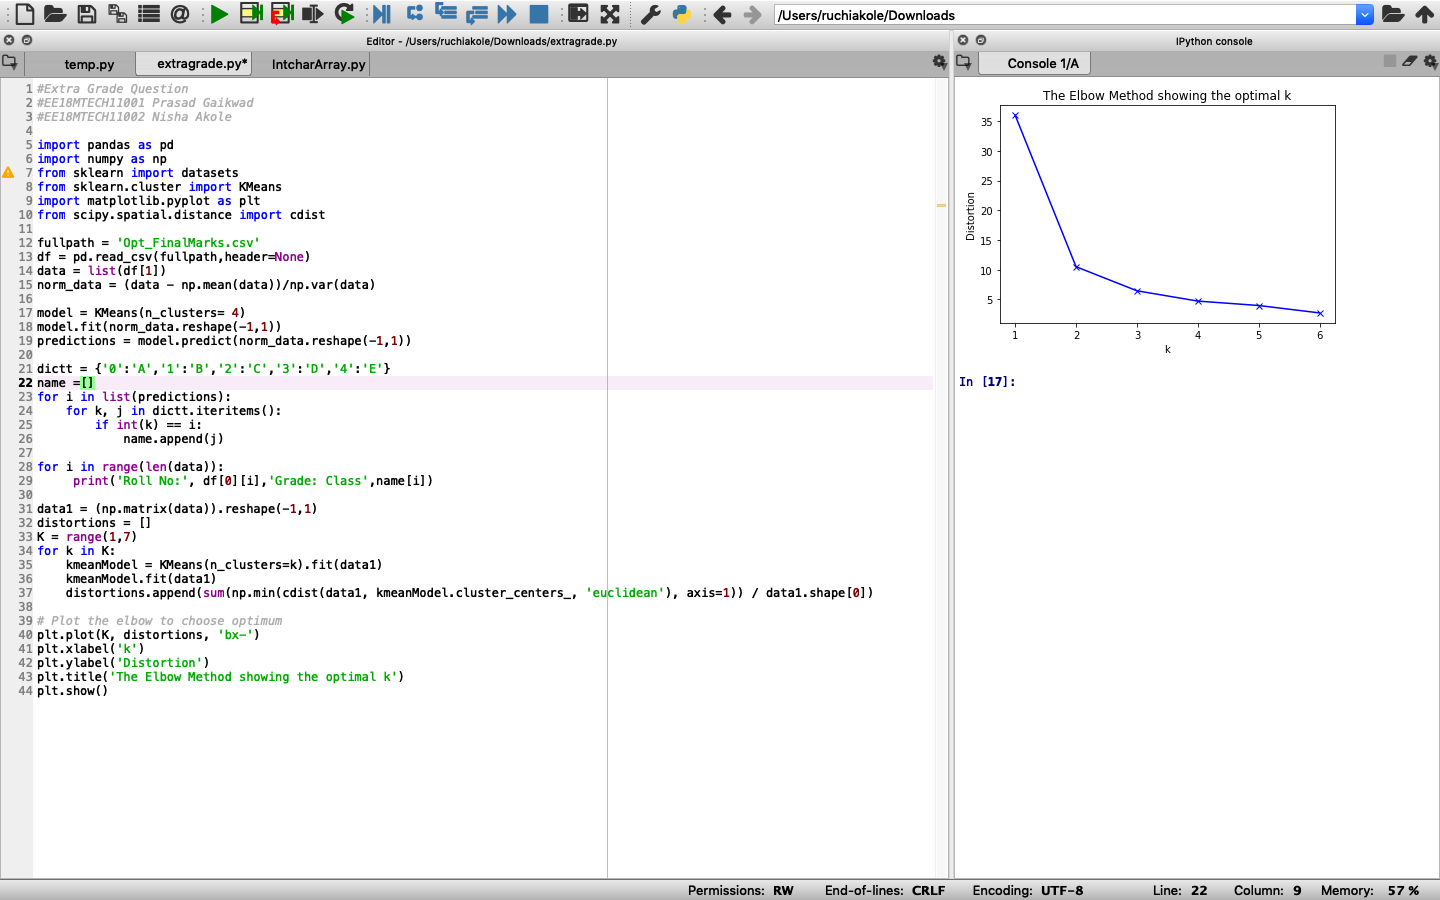 /Users/ruchiakole/Downloads
Editor - /Users/ruchiakole/Downloads/extragrade.py
temp.py
extragrade.py*
IntcharArray.py
1 #Extra Grade Question
2 #EE18MTECH11001 Prasad Gaikwad
3 #EE18MTECH11002 Nisha Akole
4
5 import pandas as pd
6 import numpy as np
7 from sklearn import datasets
8 from sklearn.cluster import KMeans
9 import matplotlib.pyplot as plt
10 from scipy.spatial.distance import cdist
11
12 fullpath = 'Opt_FinalMarks.csv'
13 df = pd.read_csv(fullpath,header=None)
14 data = list(df[1])
15 norm_data = (data - np.mean(data))/np.var(data)
16
17 model = KMeans(n_clusters= 4)
18 model.fit(norm_data.reshape(-1,1))
19 predictions = model.predict(norm_data.reshape(-1,1))
20
21 dictt = {'0':'A','1':'B','2':'C','3':'D','4':'E'}
22 name =[]
23 for i in list(predictions):
24     for k, j in dictt.iteritems():
25         if int(k) == i:
26             name.append(j)
27
28 for i in range(len(data)):
29      print('Roll No:', df[0][i],'Grade: Class',name[i])
30
31 data1 = (np.matrix(data)).reshape(-1,1)
32 distortions = []
33 K = range(1,7)
34 for k in K:
35     kmeanModel = KMeans(n_clusters=k).fit(data1)
36     kmeanModel.fit(data1)
37     distortions.append(sum(np.min(cdist(data1, kmeanModel.cluster_centers_, 'euclidean'), axis=1)) / data1.shape[0])
38
39 # Plot the elbow to choose optimum
40 plt.plot(K, distortions, 'bx-')
41 plt.xlabel('k')
42 plt.ylabel('Distortion')
43 plt.title('The Elbow Method showing the optimal k')
44 plt.show()
IPython console
Console 1/A
The Elbow Method showing the optimal k
Distortion
35
30
25
20
15
10
5
1 2 3 4 5 6
k
In [17]:
Permissions: RW End-of-lines: CRLF Encoding: UTF-8 Line: 22 Column: 9 Memory: 57 %